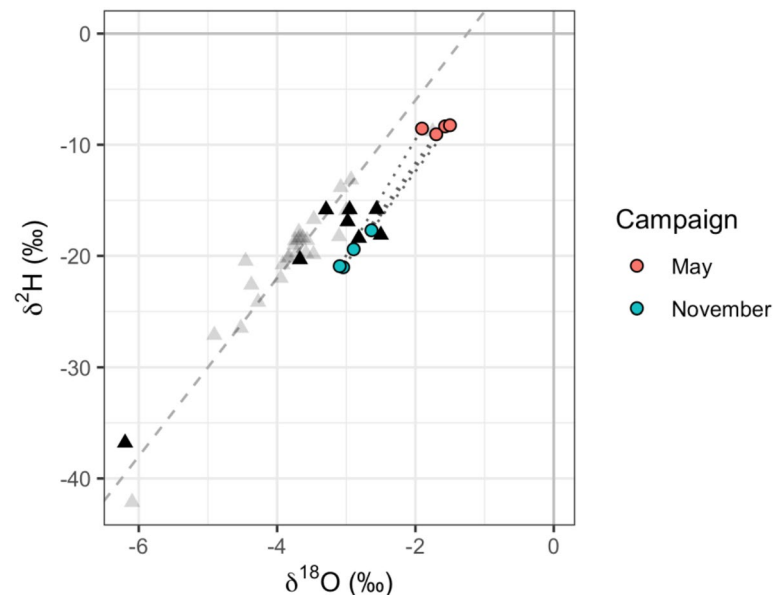 0
-10
-20
-30
-40
δ²H (‰)
-6 -4 -2 0
δ¹⁸O (‰)
Campaign
May
November